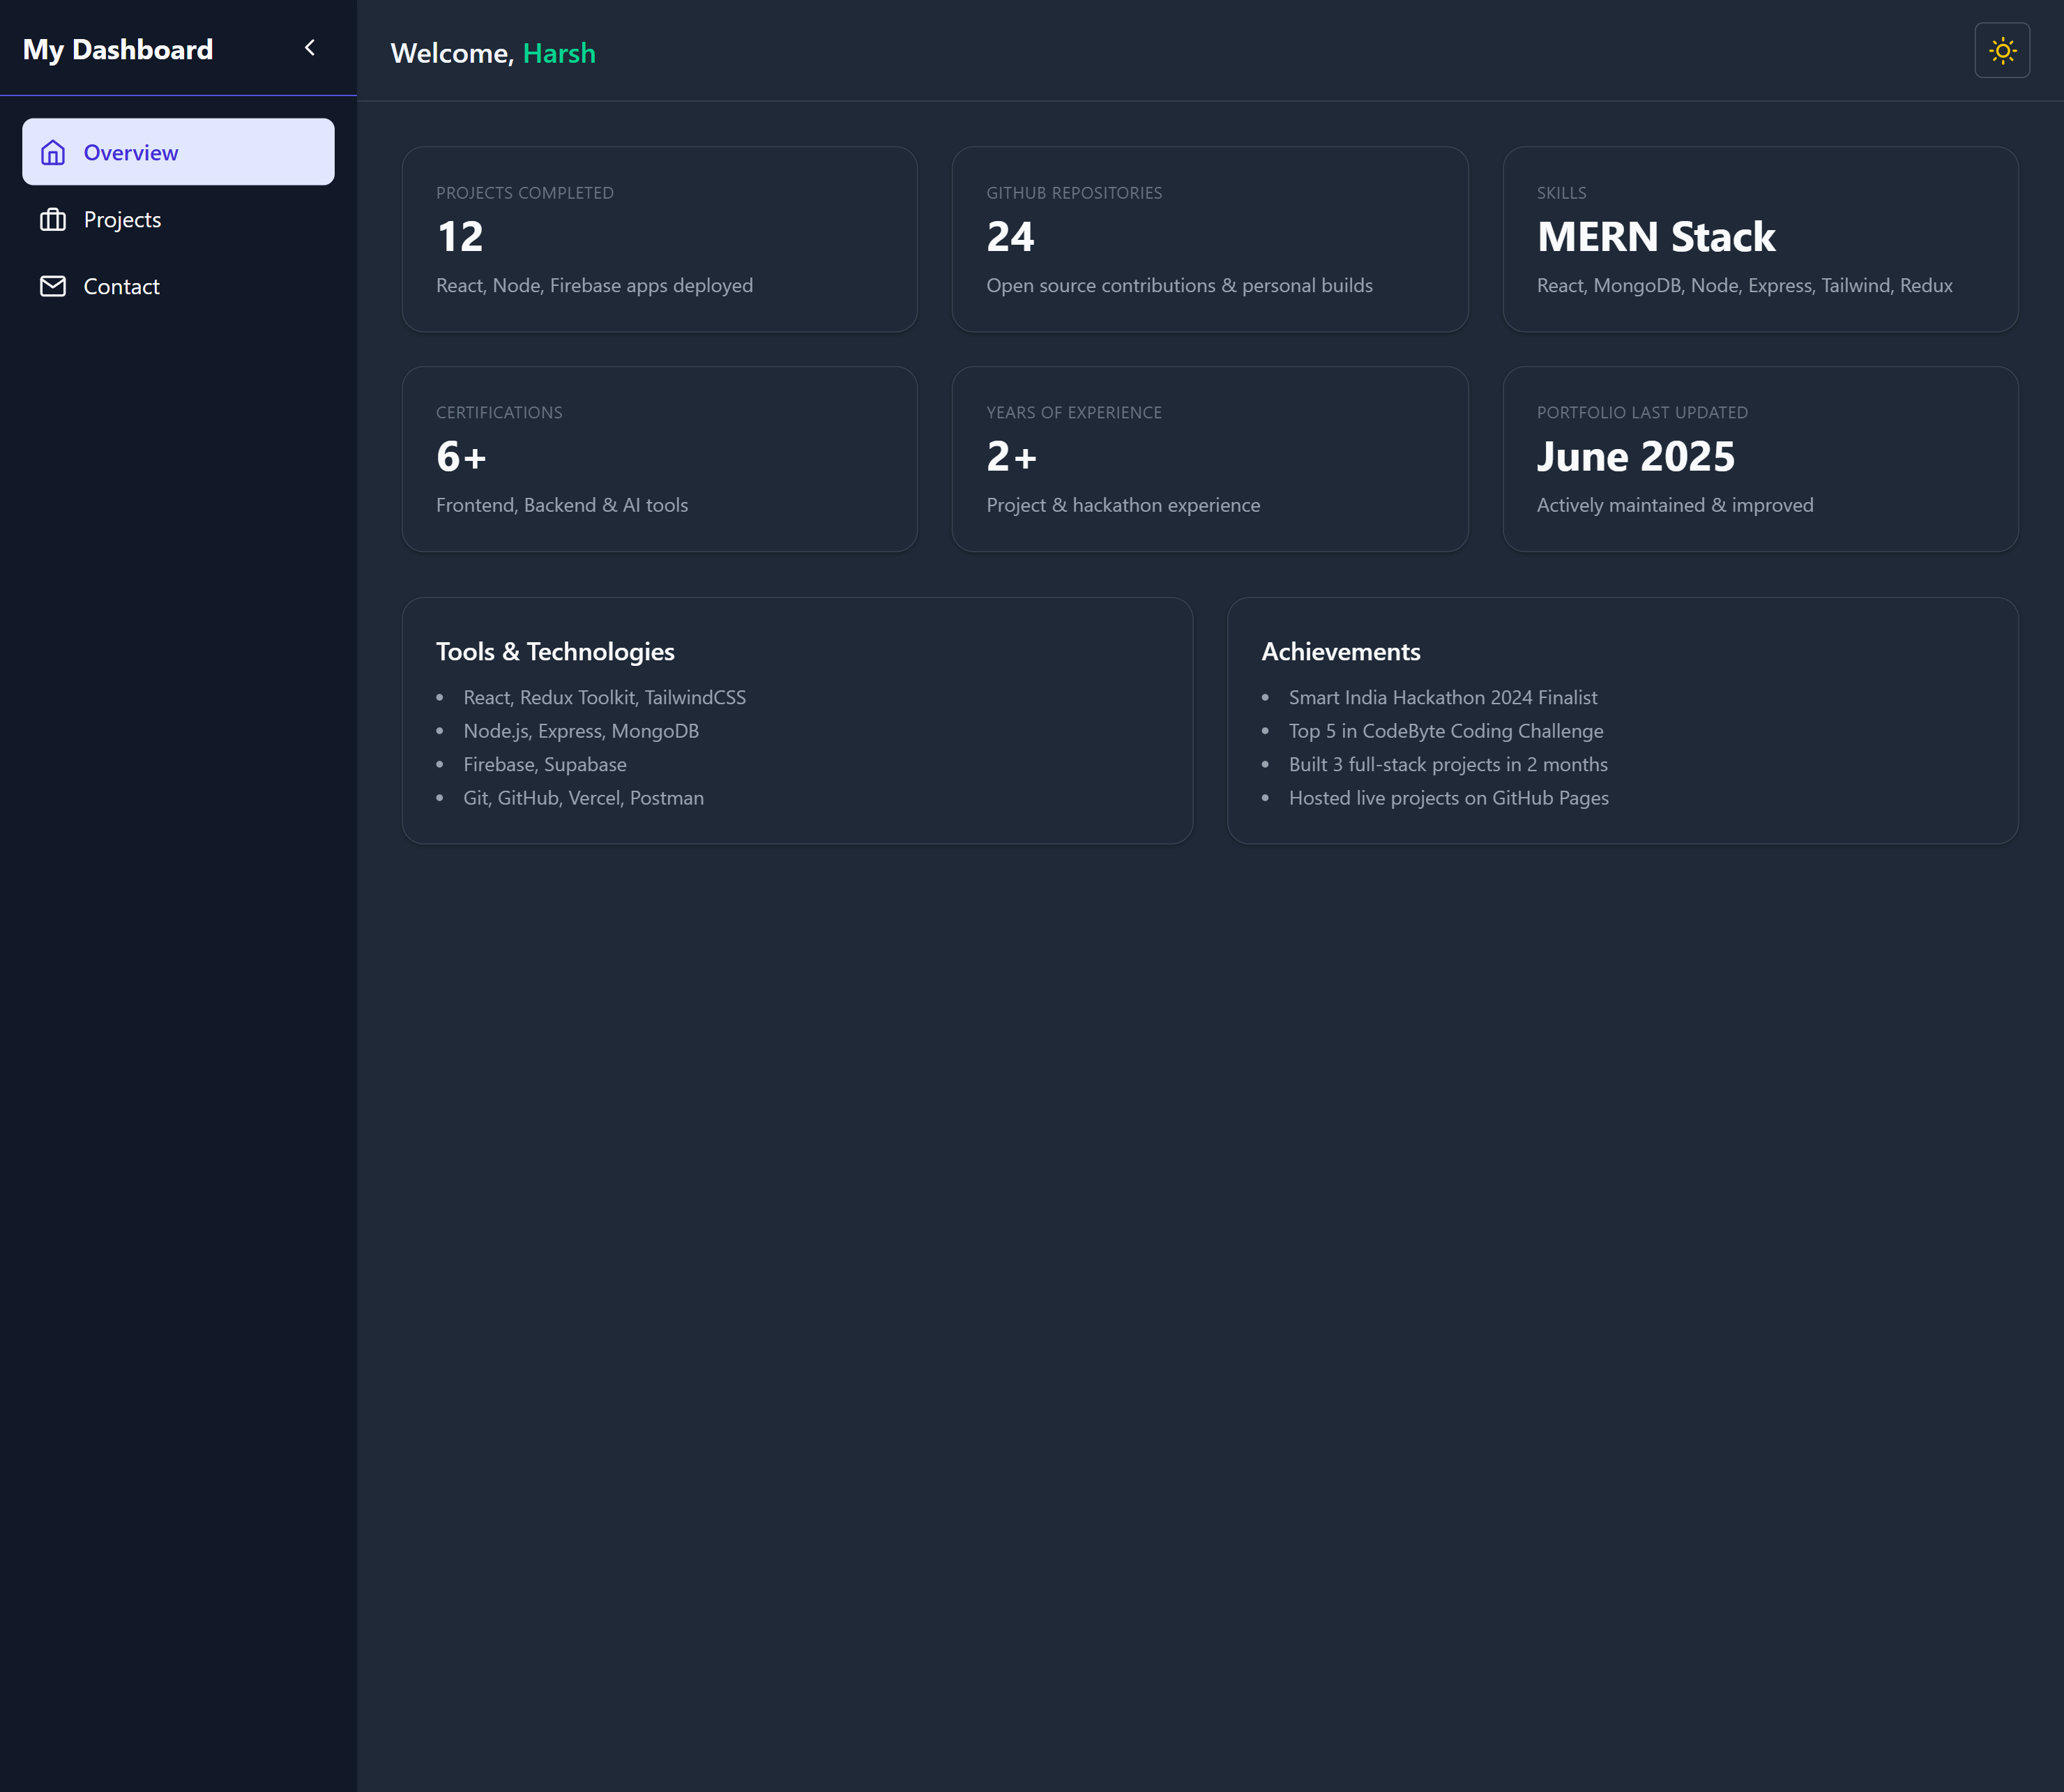 My Dashboard
Overview
Projects
Contact
Welcome, Harsh
PROJECTS COMPLETED
12
React, Node, Firebase apps deployed
GITHUB REPOSITORIES
24
Open source contributions & personal builds
SKILLS
MERN Stack
React, MongoDB, Node, Express, Tailwind, Redux
CERTIFICATIONS
6+
Frontend, Backend & AI tools
YEARS OF EXPERIENCE
2+
Project & hackathon experience
PORTFOLIO LAST UPDATED
June 2025
Actively maintained & improved
Tools & Technologies
• React, Redux Toolkit, TailwindCSS
• Node.js, Express, MongoDB
• Firebase, Supabase
• Git, GitHub, Vercel, Postman
Achievements
• Smart India Hackathon 2024 Finalist
• Top 5 in CodeByte Coding Challenge
• Built 3 full-stack projects in 2 months
• Hosted live projects on GitHub Pages